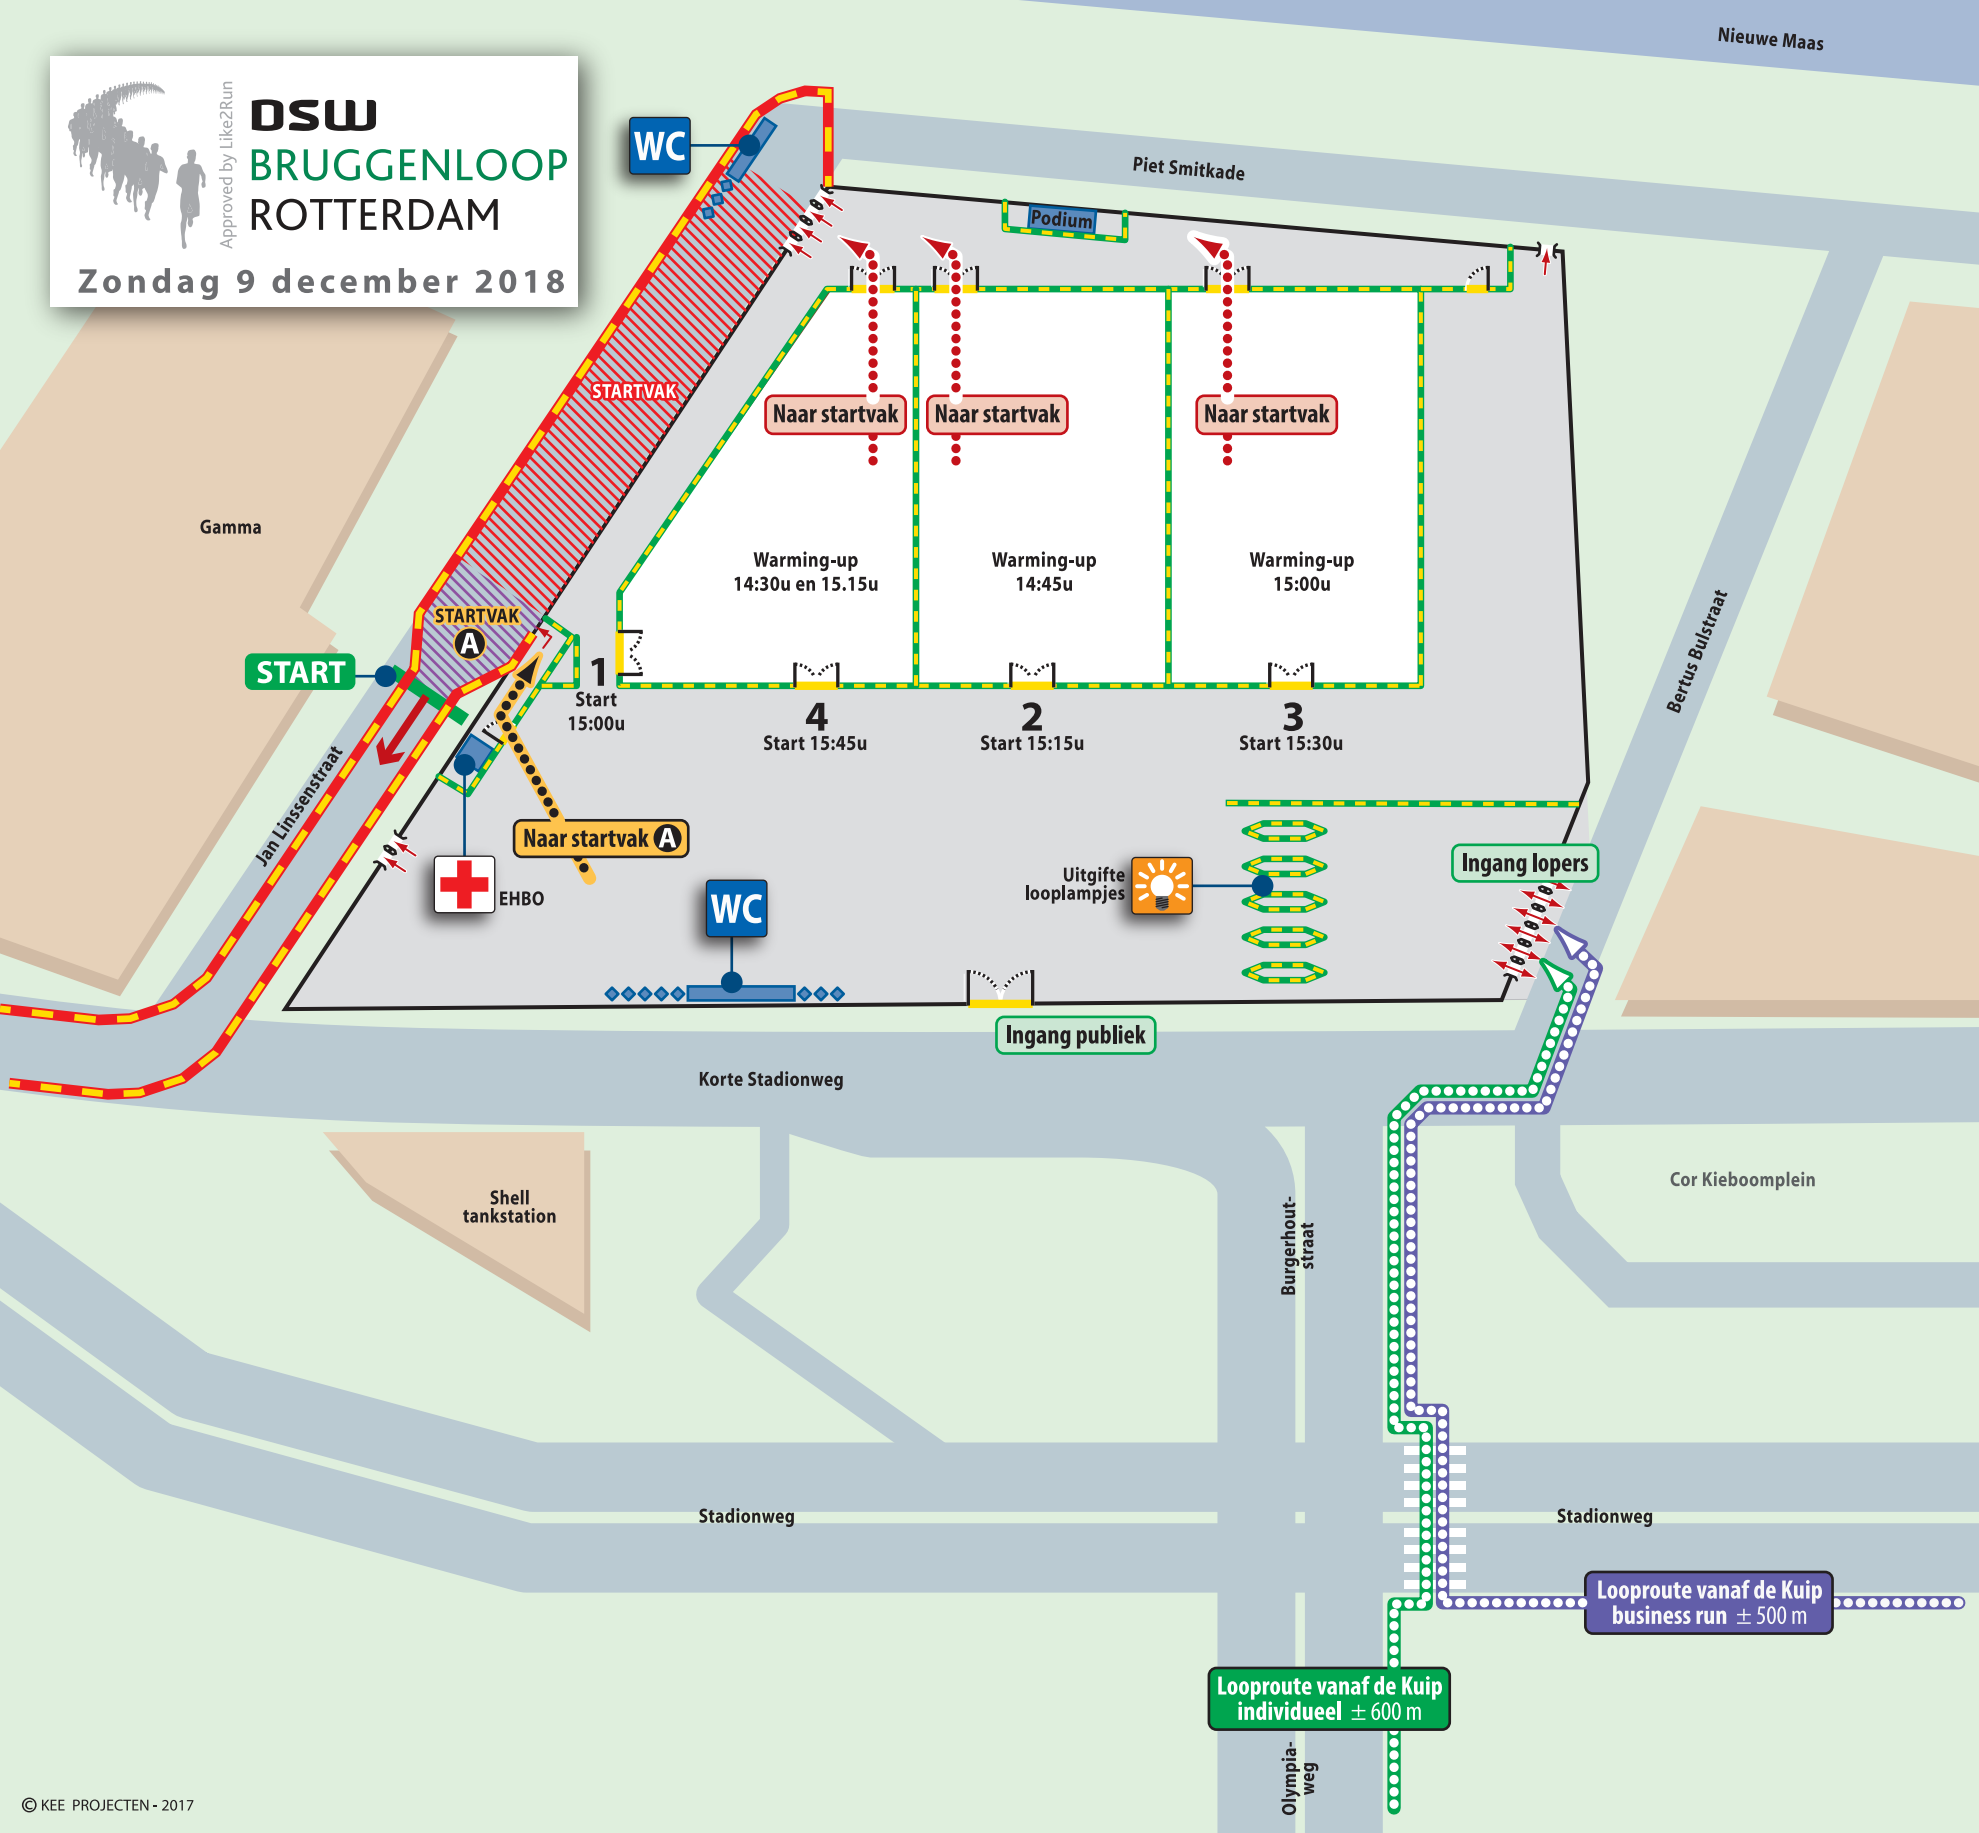 Approved by Like2Run
DSW
BRUGGENLOOP
ROTTERDAM
Zondag 9 december 2018
Nieuwe Maas
WC
Piet Smitkade
Podium
STARTVAK
Naar startvak
Naar startvak
Naar startvak
Gamma
Warming-up
14:30u en 15.15u
Warming-up
14:45u
Warming-up
15:00u
STARTVAK
A
START
1
Start
15:00u
4
Start 15:45u
2
Start 15:15u
3
Start 15:30u
Bertus Bulstraat
Jan Linssenstraat
Naar startvak A
EHBO
WC
Uitgifte
looplampjes
Ingang lopers
Ingang publiek
Korte Stadionweg
Shell
tankstation
Burgerhout-
straat
Cor Kieboomplein
Stadionweg
Stadionweg
Looproute vanaf de Kuip
business run ± 500 m
Looproute vanaf de Kuip
individueel ± 600 m
Olympia-
weg
© KEE PROJECTEN - 2017